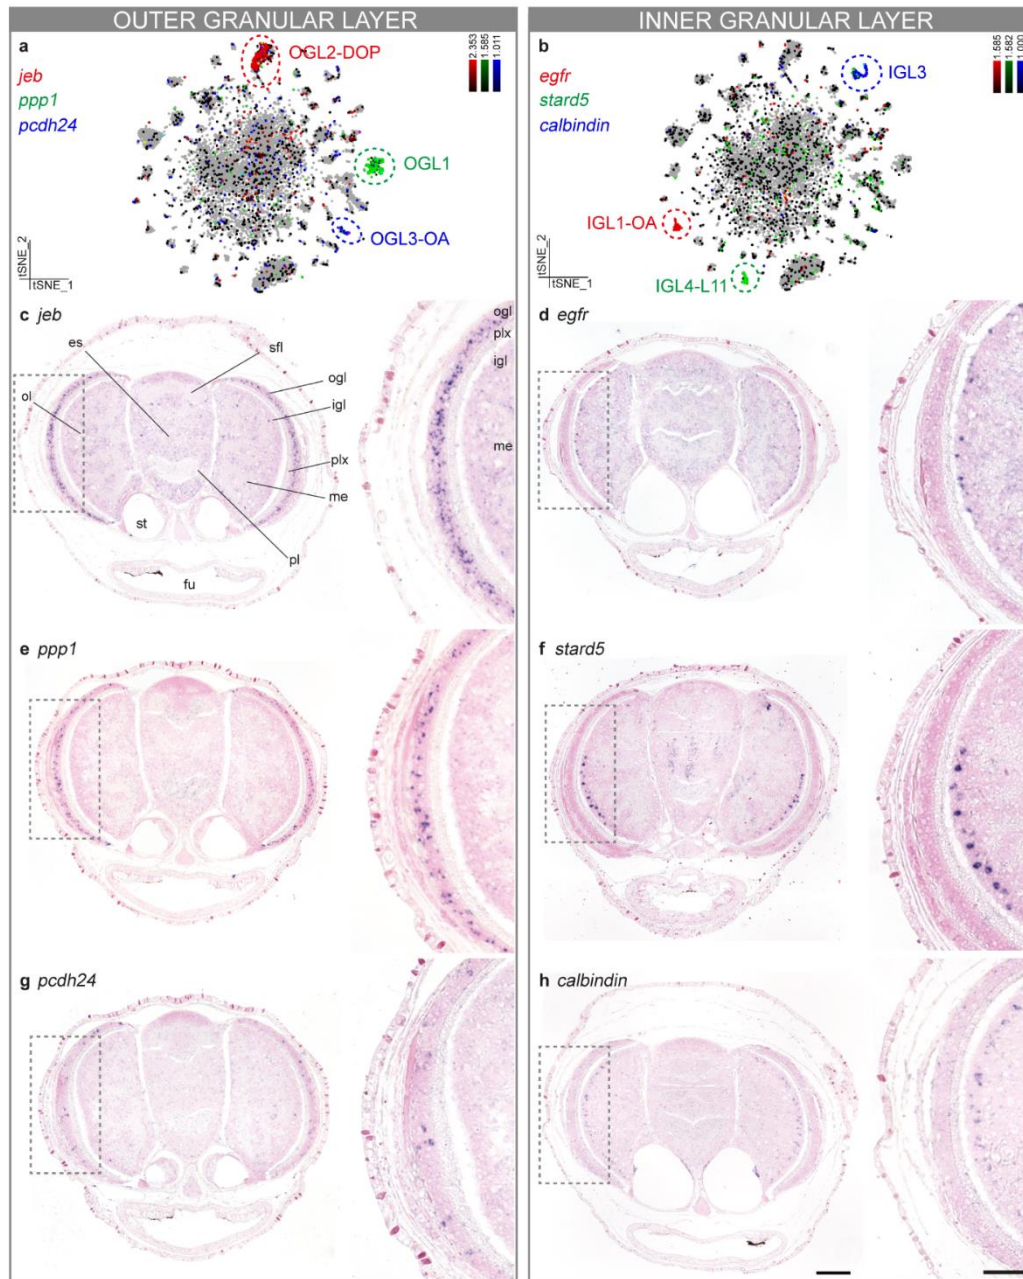 OUTER GRANULAR LAYER
INNER GRANULAR LAYER
a
jeb
ppp1
pcdh24
OGL2-DOP
OGL1
OGL3-OA
2.353
1.585
1.011
tSNE_2
tSNE_1
b
egfr
stard5
calbindin
IGL3
IGL1-OA
IGL4-L11
1.585
1.582
1.000
tSNE_2
tSNE_1
c jeb
es
sfl
ogl
ol
igl
plx
me
st
pl
fu
ogl
plx
igl
me
d egfr
e ppp1
f stard5
g pcdh24
h calbindin